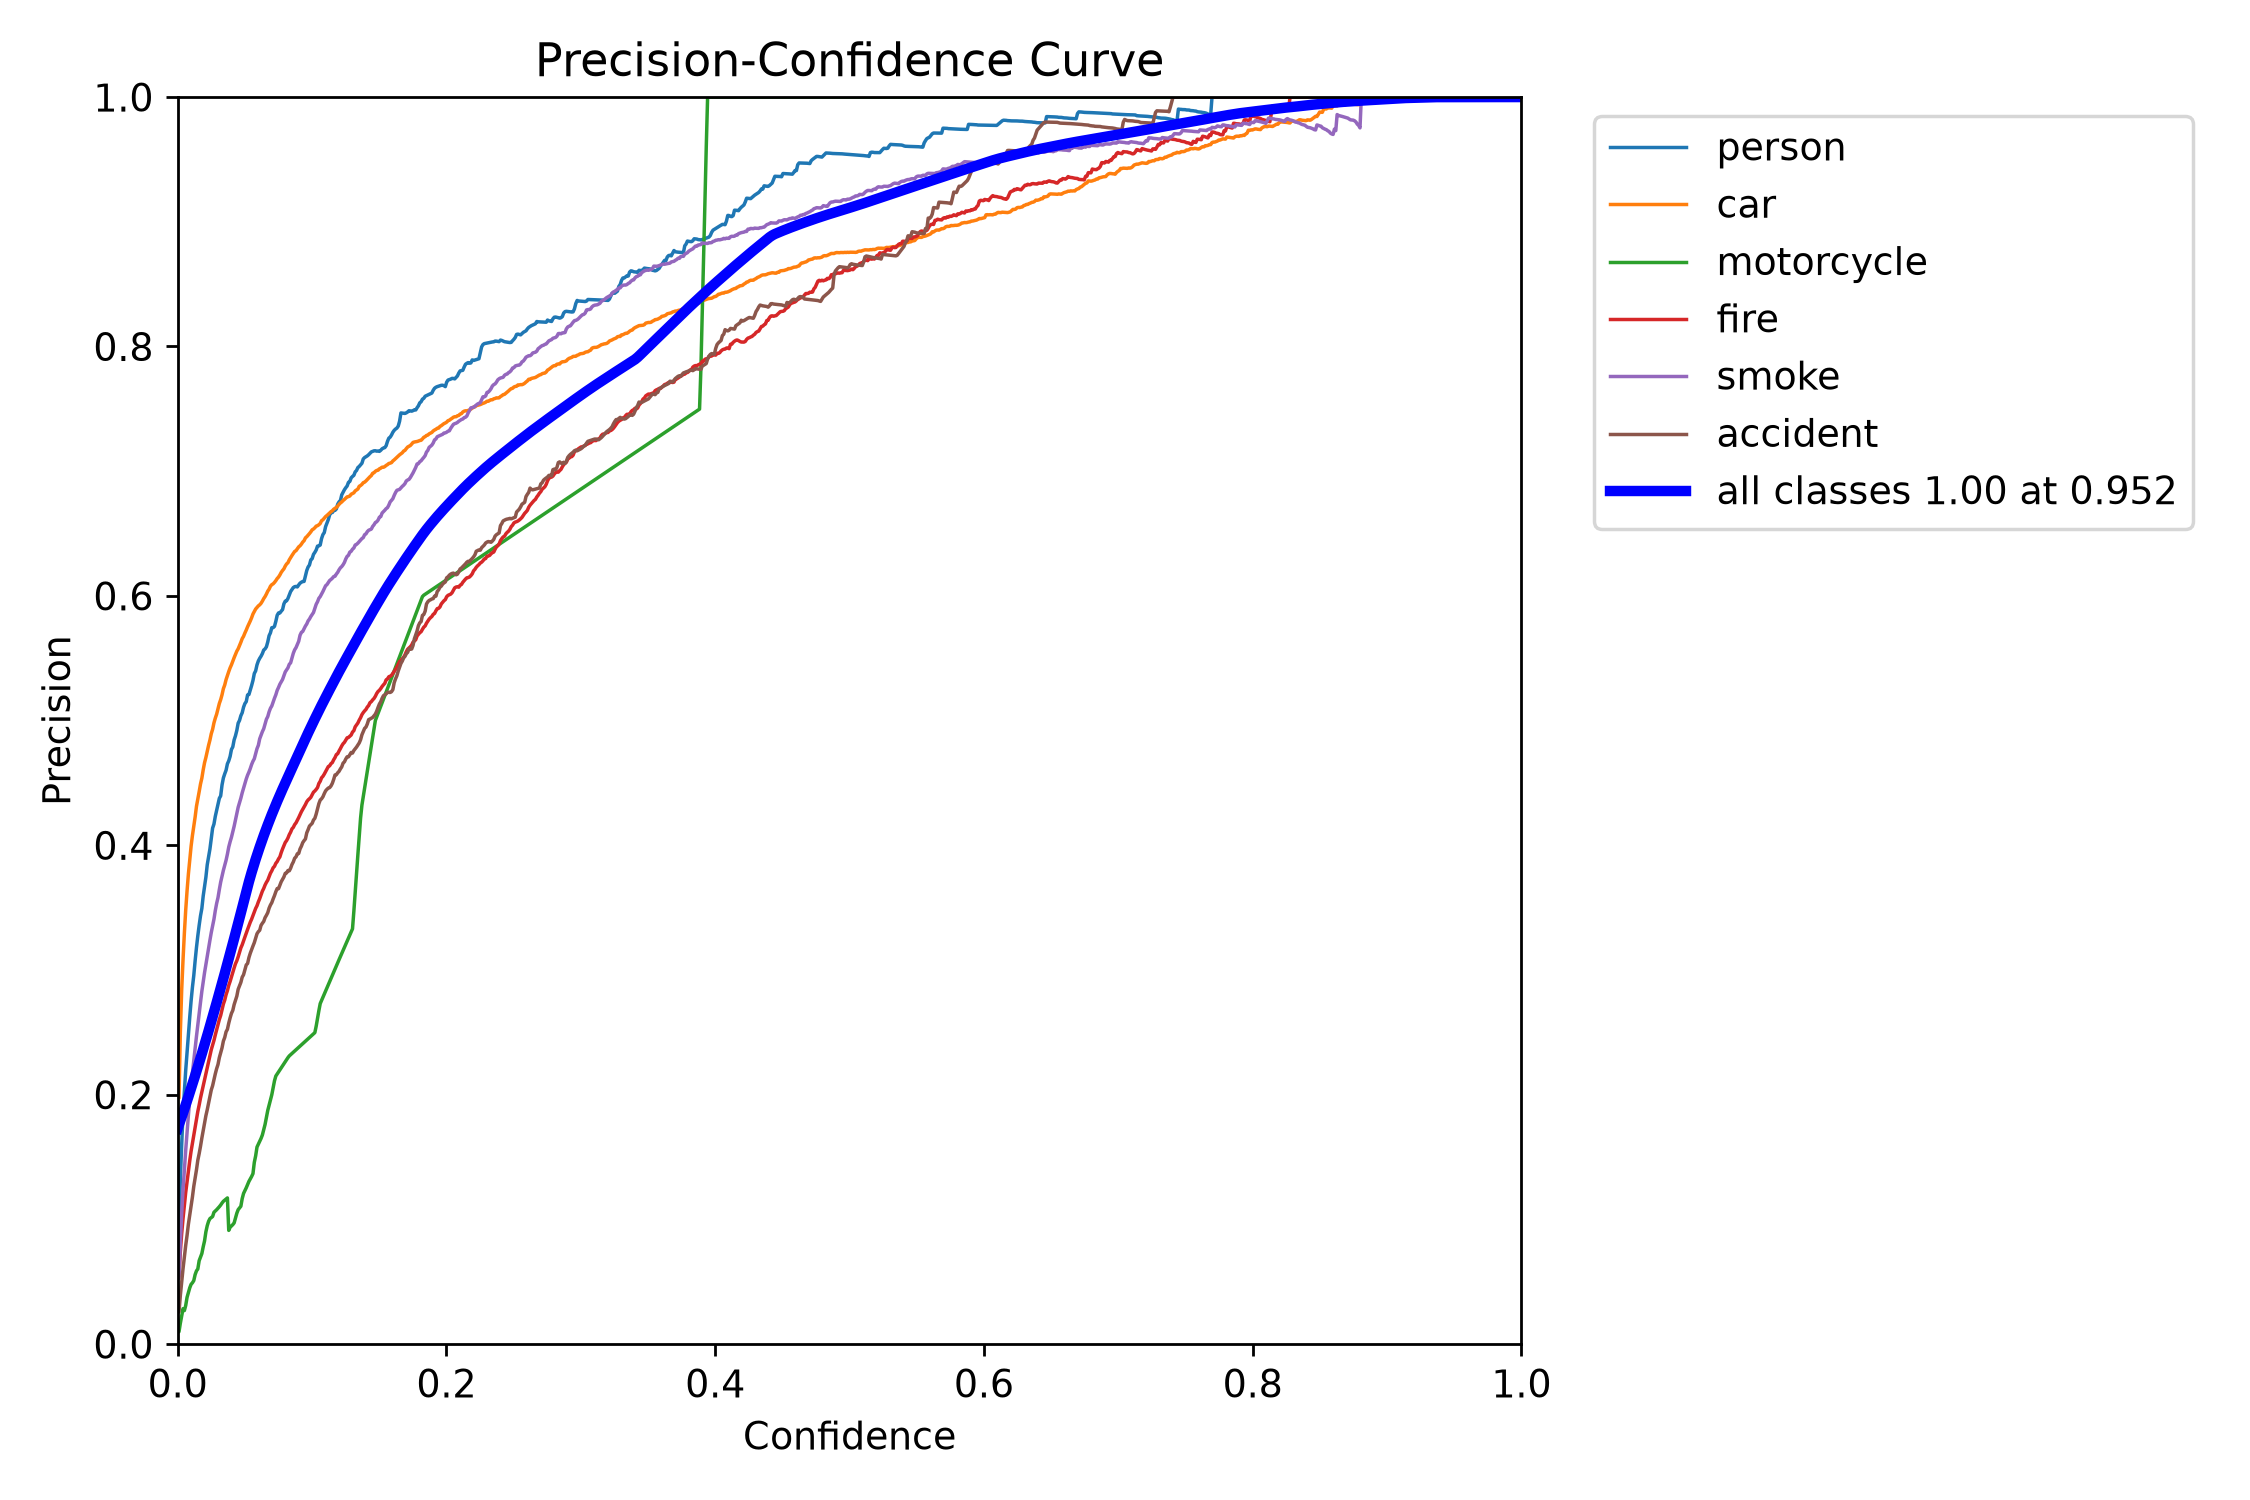 Precision-Confidence Curve
1.0
0.8
0.6
0.4
0.2
0.0
Precision
0.0 0.2 0.4 0.6 0.8 1.0
Confidence
person
car
motorcycle
fire
smoke
accident
all classes 1.00 at 0.952